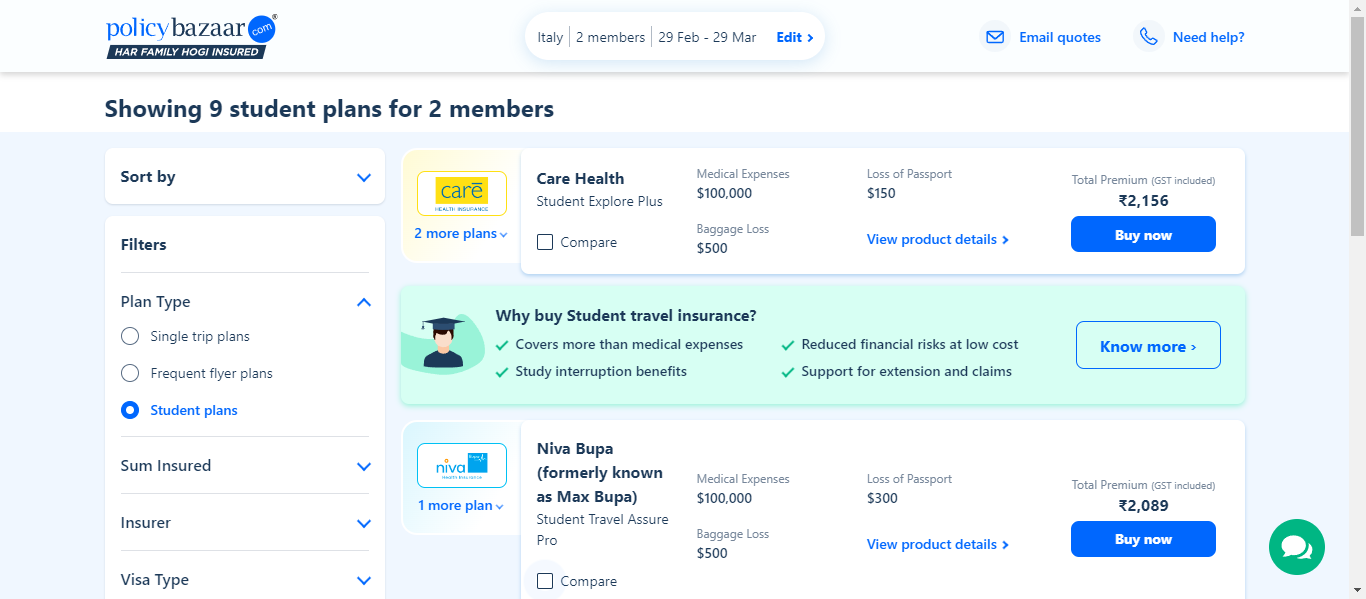 policybazaar.com
HAR FAMILY HOGI INSURED
Italy 2 members 29 Feb - 29 Mar Edit
Email quotes
Need help?
Showing 9 student plans for 2 members
Sort by
Filters
Plan Type
Single trip plans
Frequent flyer plans
Student plans
Sum Insured
Insurer
Visa Type
care
HEALTH INSURANCE
2 more plans
Care Health
Student Explore Plus
Compare
Medical Expenses
$100,000
Baggage Loss
$500
Loss of Passport
$150
View product details
Total Premium (GST included)
₹2,156
Buy now
Why buy Student travel insurance?
Covers more than medical expenses
Reduced financial risks at low cost
Study interruption benefits
Support for extension and claims
Know more ›
niva Bupa
Health Insurance
1 more plan
Niva Bupa
(formerly known
as Max Bupa)
Student Travel Assure
Pro
Compare
Medical Expenses
$100,000
Baggage Loss
$500
Loss of Passport
$300
View product details
Total Premium (GST included)
₹2,089
Buy now